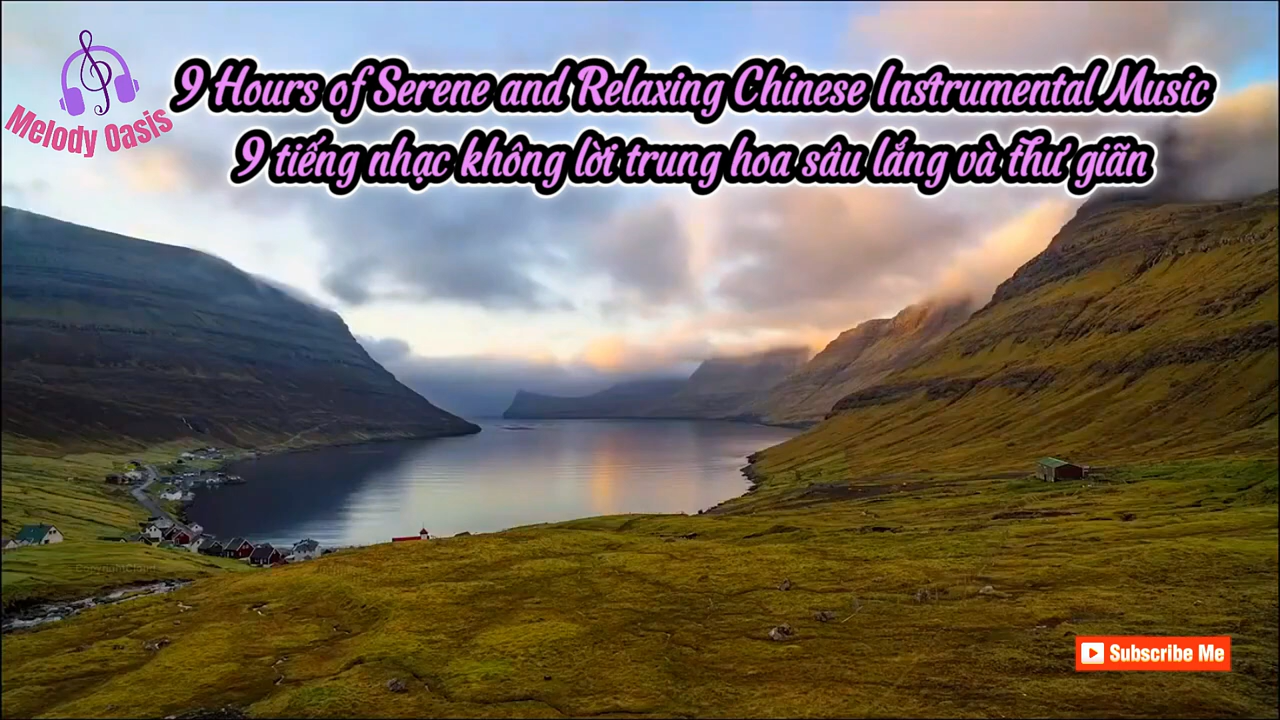 Melody Oasis
9 Hours of Serene and Relaxing Chinese Instrumental Music
9 tiếng nhạc không lời trung hoa sâu lắng và thư giãn
Subscribe Me